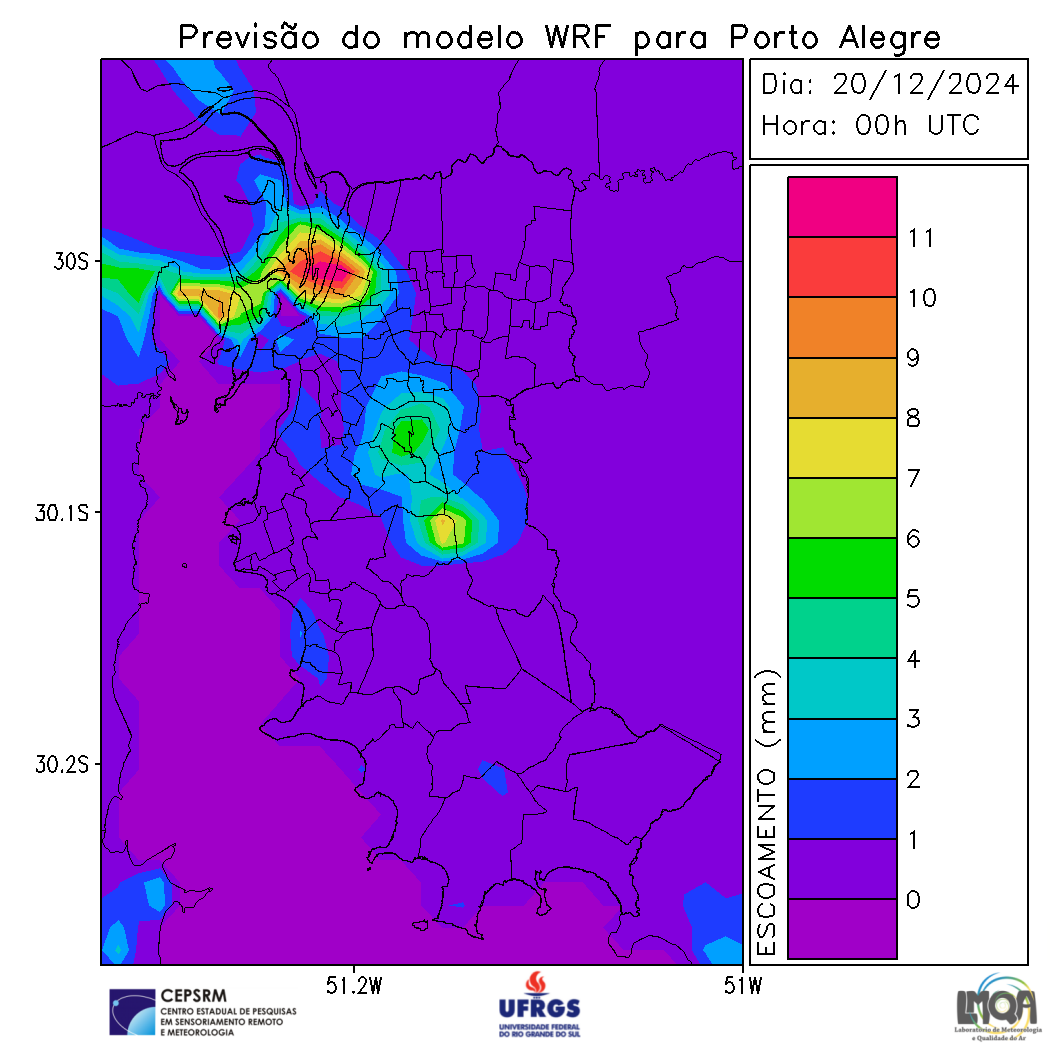 Previsão do modelo WRF para Porto Alegre
Dia: 20/12/2024
Hora: 00h UTC
30S
30.1S
30.2S
51.2W
51W
ESCOAMENTO (mm)
11
10
9
8
7
6
5
4
3
2
1
0
CEPSRM
CENTRO ESTADUAL DE PESQUISAS
EM SENSORIAMENTO REMOTO
E METEOROLOGIA
UFRGS
UNIVERSIDADE FEDERAL
DO RIO GRANDE DO SUL
LMQA
Laboratório de Meteorologia
e Qualidade do Ar